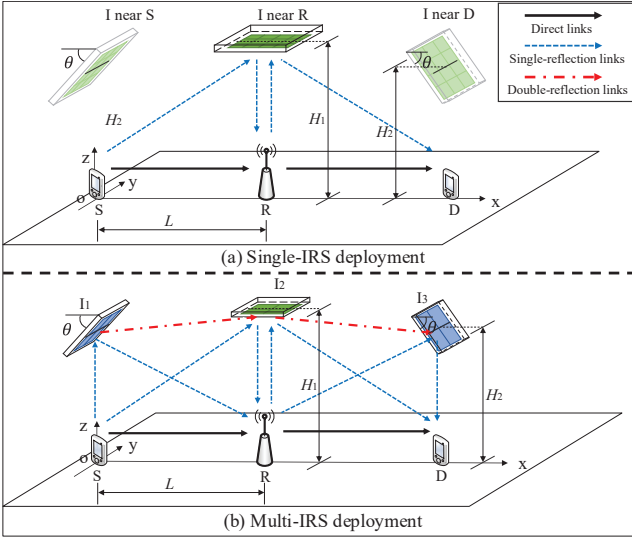 I near S
I near R
I near D
Direct links
Single-reflection links
Double-reflection links
θ
θ
H2
H1
H2
z
y
o
S
R
D
x
L
(a) Single-IRS deployment
I1
I2
I3
θ
θ
H1
H2
z
y
o
S
R
D
x
L
(b) Multi-IRS deployment